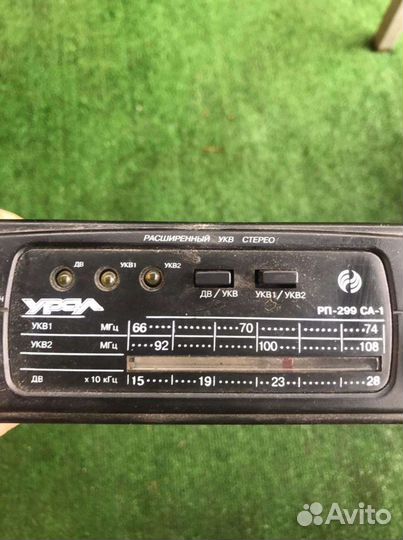 РАСШИРЕННЫЙ УКВ СТЕРЕО
ДВ УКВ1 УКВ2
ДВ / УКВ УКВ1 / УКВ2
УРАЛ
РП-299 СА-1
УКВ1 МГц 66 70 74
УКВ2 МГц 92 100 108
ДВ х 10 кГц 15 19 23 28
Avito